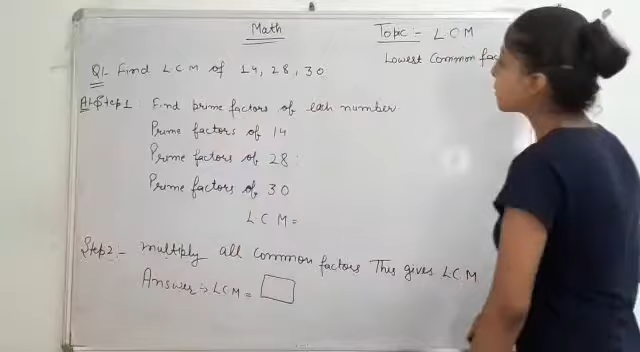 Math
Topic - LCM
Lowest Common fac
Q1- Find LCM of 14, 28, 30
Step 1 Find prime factors of each number
Prime factors of 14
Prime factors of 28:
Prime factors of 30
LCM=
Step2:- multiply all common factors This gives LCM
Answer:- LCM =